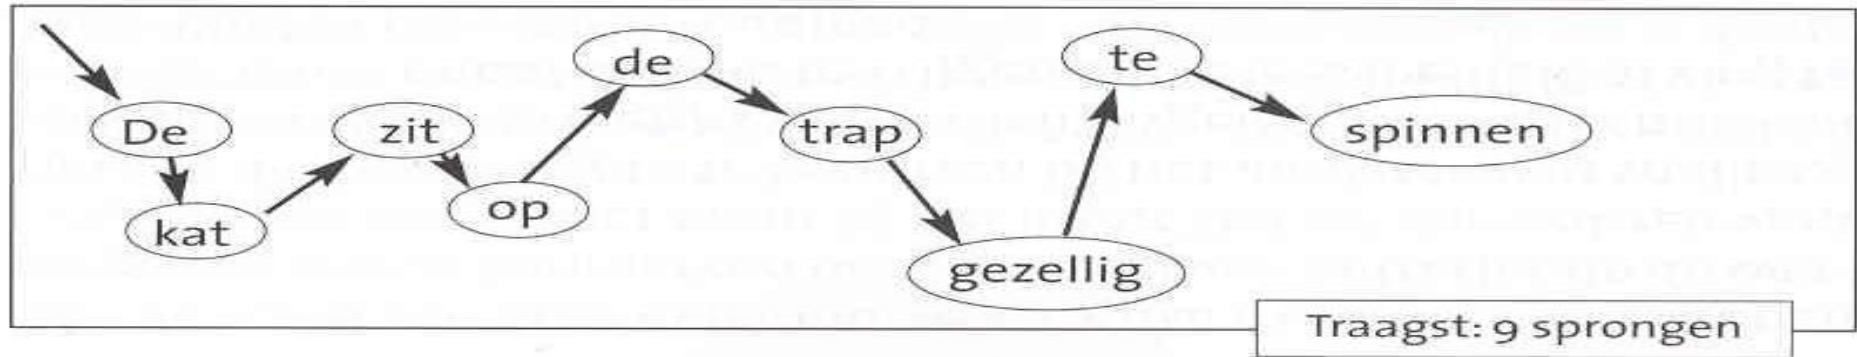 De kat zit op de trap gezellig te spinnen
Traagst: 9 sprongen